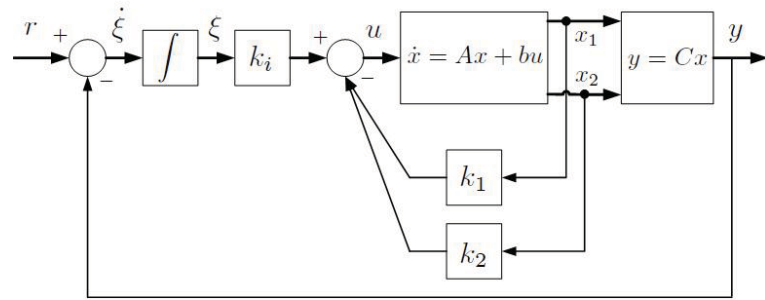 r
+
−
ξ̇
∫
ξ
k_i
+
−
u
ẋ = Ax + bu
x_1
x_2
y = Cx
y
k_1
k_2